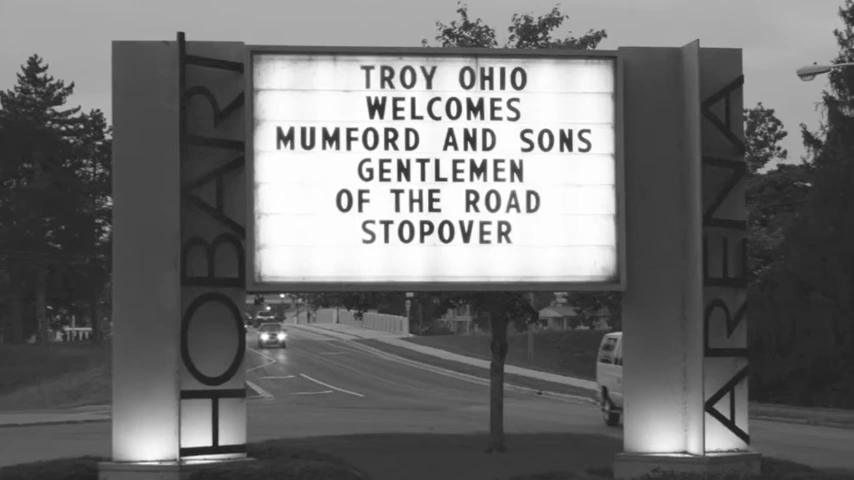 TROY OHIO
WELCOMES
MUMFORD AND SONS
GENTLEMEN
OF THE ROAD
STOPOVER
HOBART
ARENA